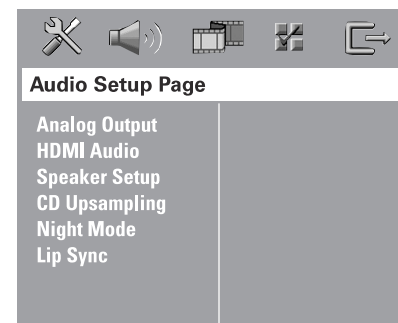 Audio Setup Page
Analog Output
HDMI Audio
Speaker Setup
CD Upsampling
Night Mode
Lip Sync